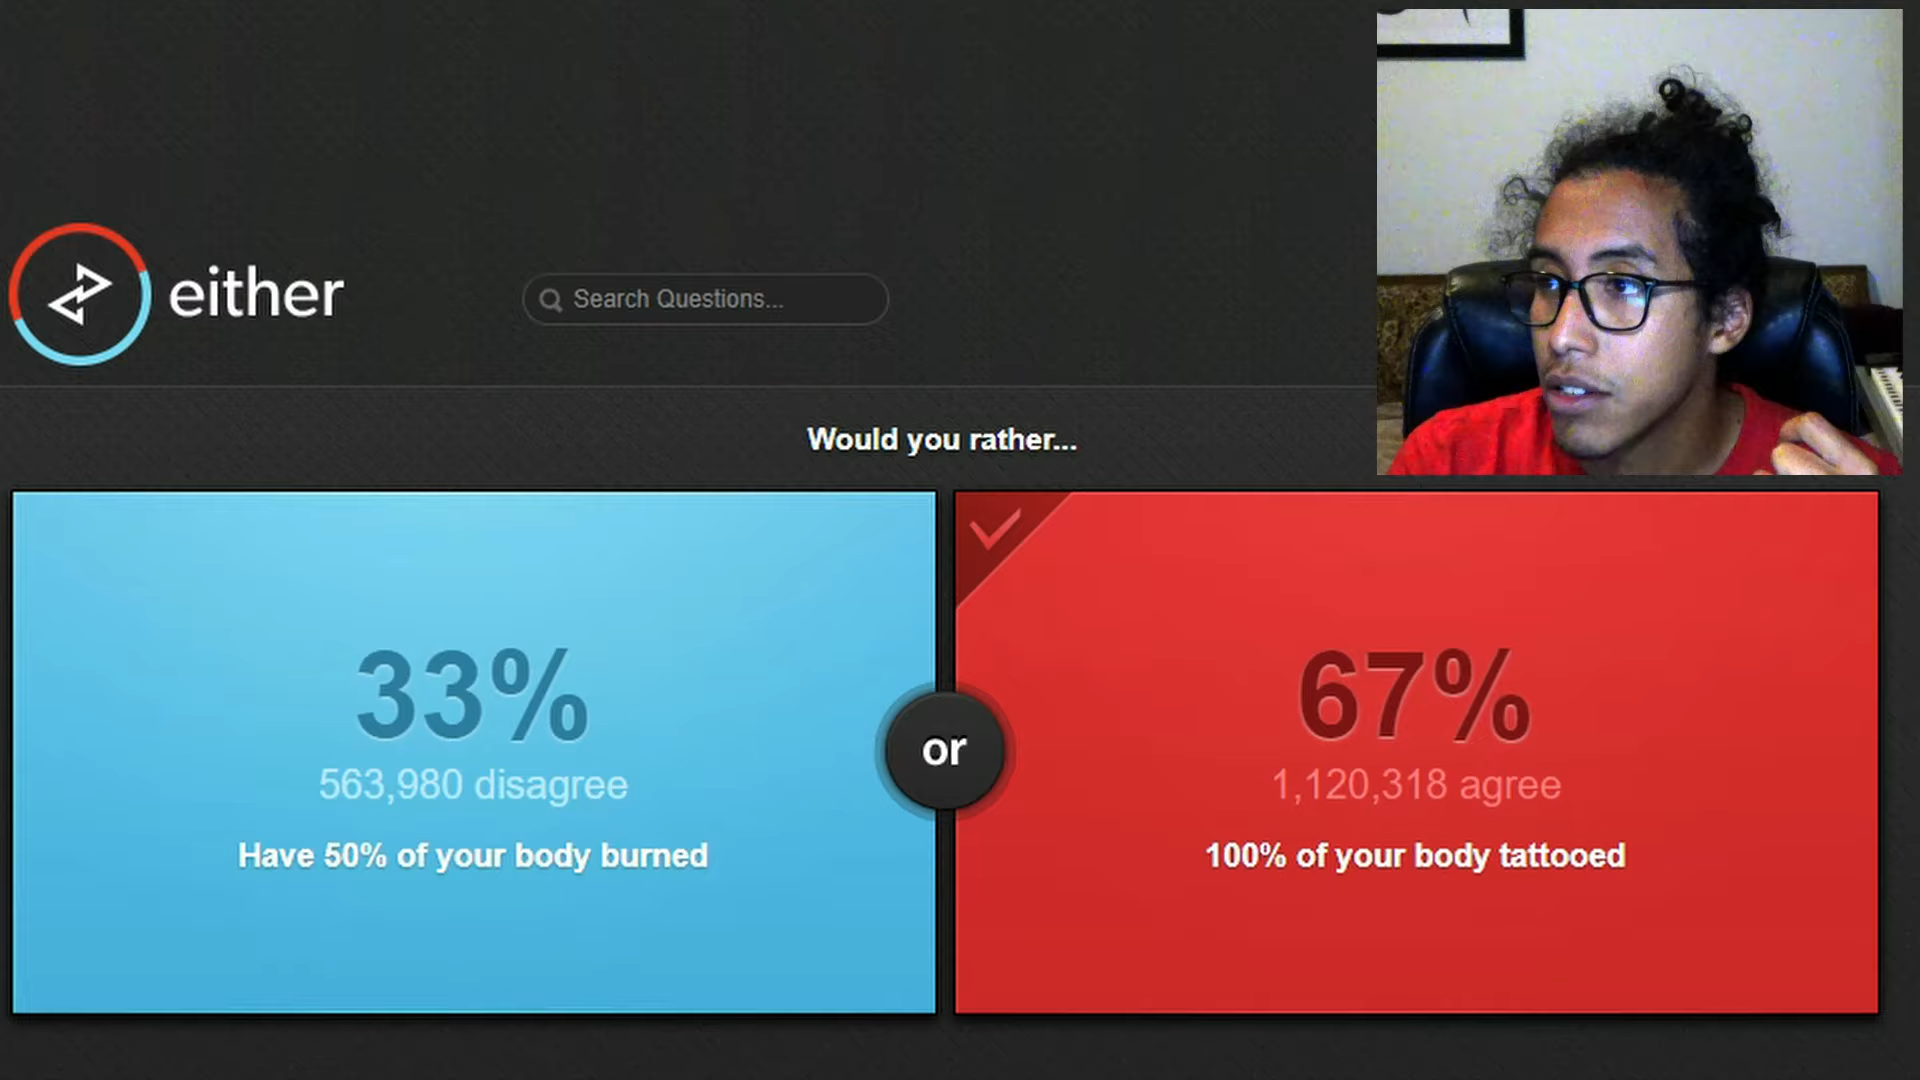 either
Search Questions...
Would you rather...
33%
563,980 disagree
Have 50% of your body burned
or
67%
1,120,318 agree
100% of your body tattooed